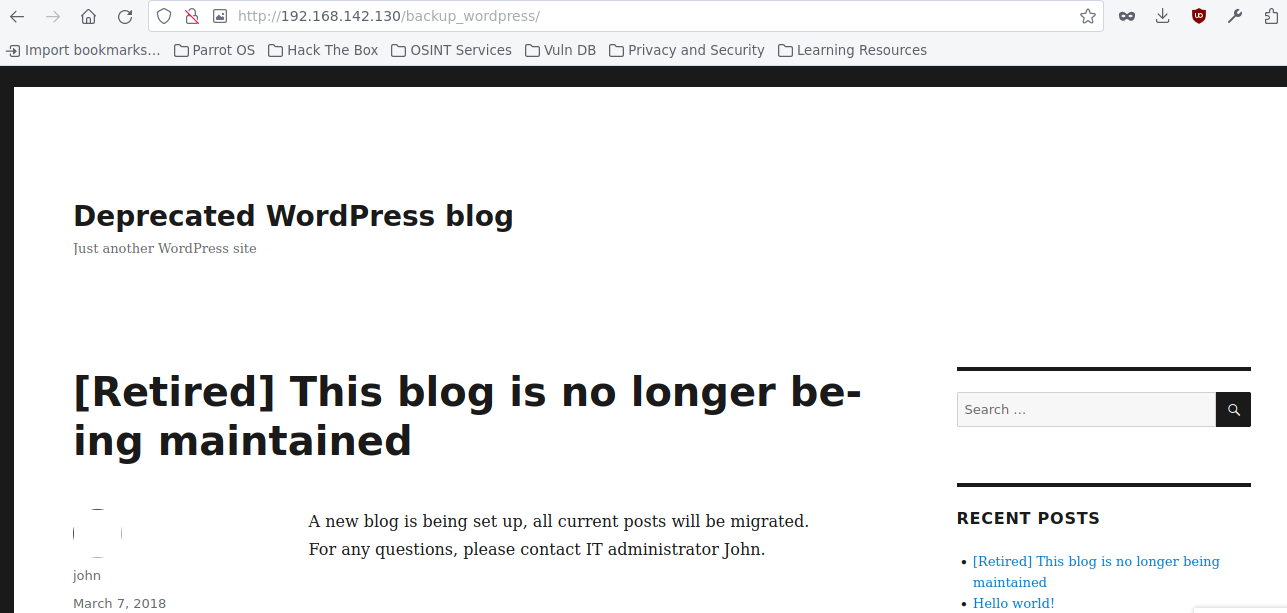 http://192.168.142.130/backup_wordpress/
Import bookmarks... Parrot OS Hack The Box OSINT Services Vuln DB Privacy and Security Learning Resources
Deprecated WordPress blog
Just another WordPress site
[Retired] This blog is no longer be-
ing maintained
Search ...
A new blog is being set up, all current posts will be migrated.
For any questions, please contact IT administrator John.
john
March 7, 2018
RECENT POSTS
[Retired] This blog is no longer being
maintained
Hello world!